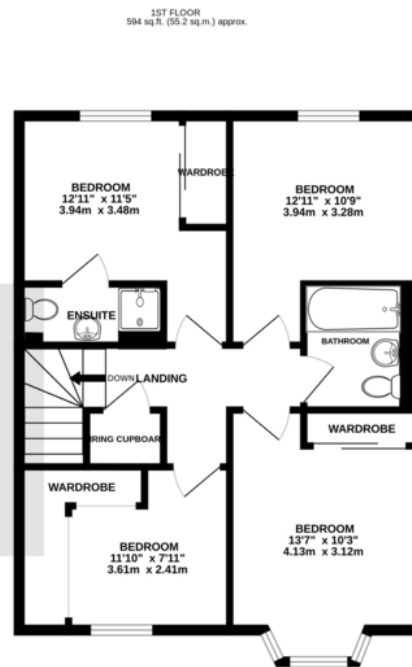 1ST FLOOR
594 sq.ft. (55.2 sq.m.) approx.
WARDROBE
BEDROOM
12'11" x 11'5"
3.94m x 3.48m
BEDROOM
12'11" x 10'9"
3.94m x 3.28m
ENSUITE
BATHROOM
DOWN
LANDING
WARDROBE
IRING CUPBOAR
WARDROBE
BEDROOM
13'7" x 10'3"
4.13m x 3.12m
BEDROOM
11'10" x 7'11"
3.61m x 2.41m